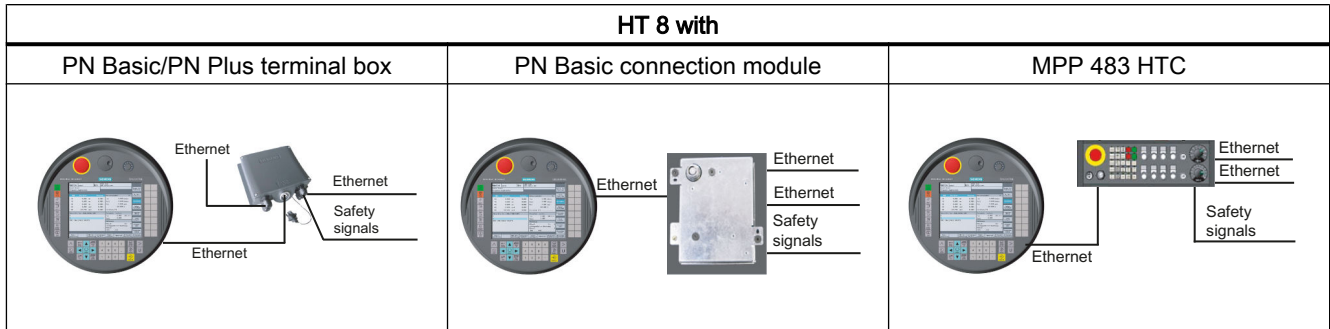 HT 8 with
PN Basic/PN Plus terminal box
PN Basic connection module
MPP 483 HTC
Ethernet
Ethernet
Safety
signals
Ethernet
Ethernet
Ethernet
Ethernet
Safety
signals
Ethernet
Ethernet
Safety
signals
Ethernet